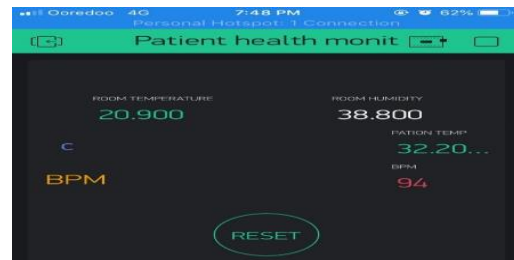 Ooredoo 4G 7:48 PM 62%
Personal Hotspot: 1 Connection
Patient health monit
ROOM TEMPERATURE ROOM HUMIDITY
20.900 38.800
PATION TEMP
C 32.20...
BPM
BPM 94
RESET